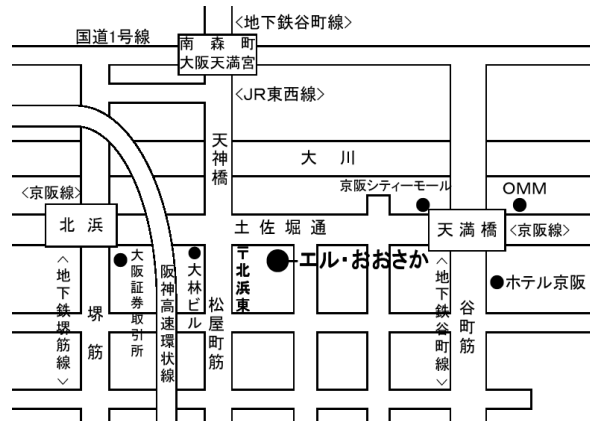 <地下鉄谷町線>
国道1号線
南森町
大阪天満宮
<JR東西線>
天神橋
大川
京阪シティーモール
OMM
<京阪線>
北浜
土佐堀通
天満橋
<京阪線>
〒北浜東
エル・おおさか
大阪証券取引所
阪神高速環状線
大林ビル
ホテル京阪
<地下鉄堺筋線>
堺筋
松屋町筋
<地下鉄谷町線>
谷町筋